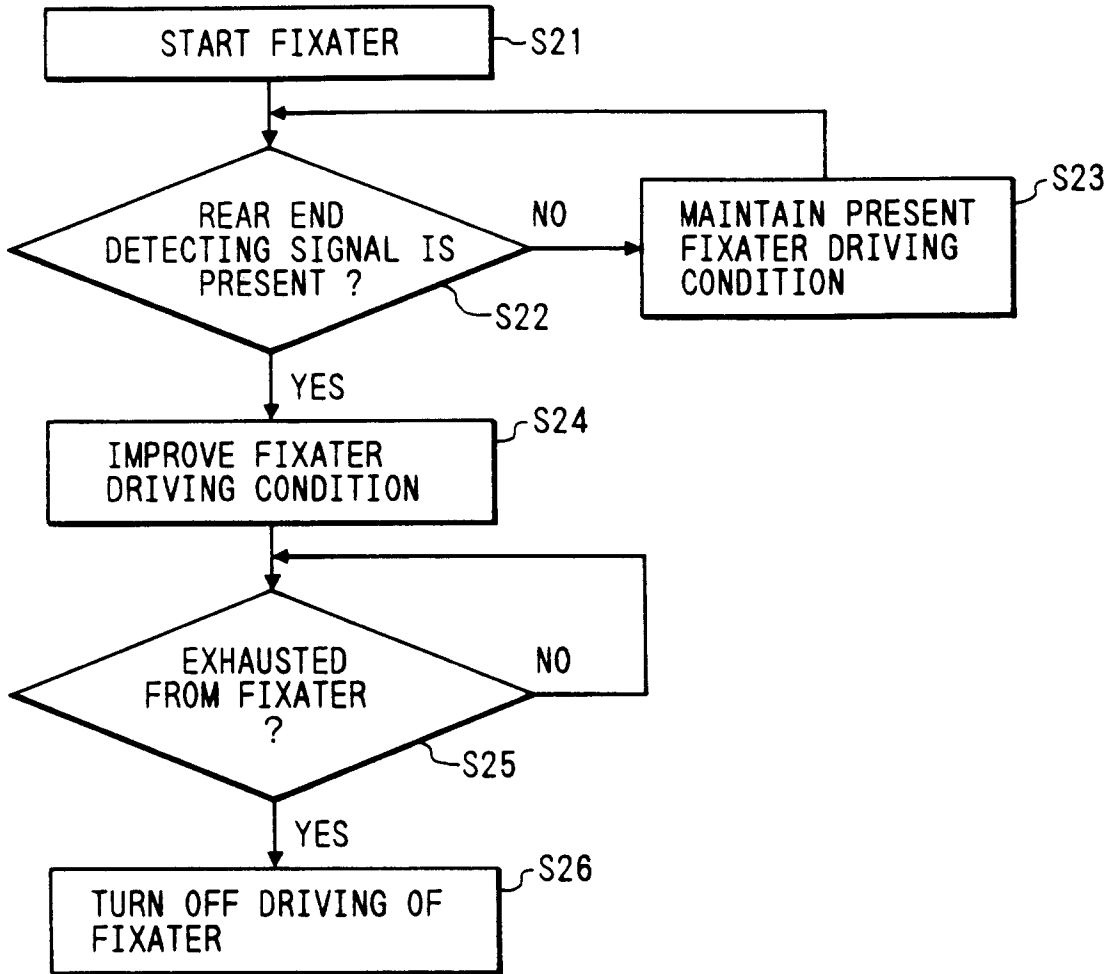 START FIXATER
S21
REAR END
DETECTING SIGNAL IS
PRESENT ?
NO
S22
MAINTAIN PRESENT
FIXATER DRIVING
CONDITION
S23
YES
IMPROVE FIXATER
DRIVING CONDITION
S24
EXHAUSTED
FROM FIXATER
?
NO
S25
YES
TURN OFF DRIVING OF
FIXATER
S26